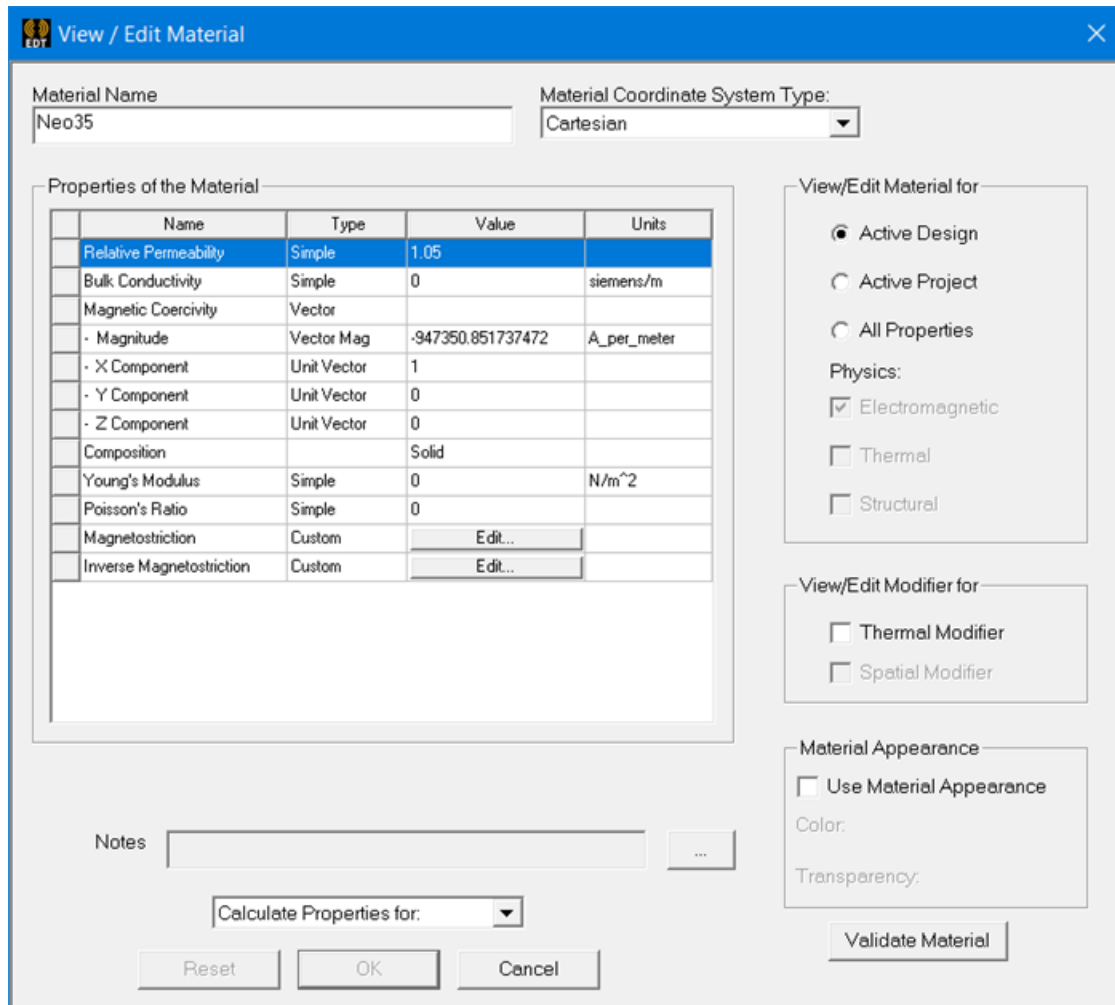 EDT View / Edit Material
Material Name
Neo35
Material Coordinate System Type:
Cartesian
Properties of the Material
Name Type Value Units
Relative Permeability Simple 1.05
Bulk Conductivity Simple 0 siemens/m
Magnetic Coercivity Vector
- Magnitude Vector Mag -947350.851737472 A_per_meter
- X Component Unit Vector 1
- Y Component Unit Vector 0
- Z Component Unit Vector 0
Composition Solid
Young's Modulus Simple 0 N/m^2
Poisson's Ratio Simple 0
Magnetostriction Custom Edit...
Inverse Magnetostriction Custom Edit...
View/Edit Material for
Active Design
Active Project
All Properties
Physics:
Electromagnetic
Thermal
Structural
View/Edit Modifier for
Thermal Modifier
Spatial Modifier
Material Appearance
Use Material Appearance
Color:
Transparency:
Notes ...
Calculate Properties for:
Validate Material
Reset OK Cancel